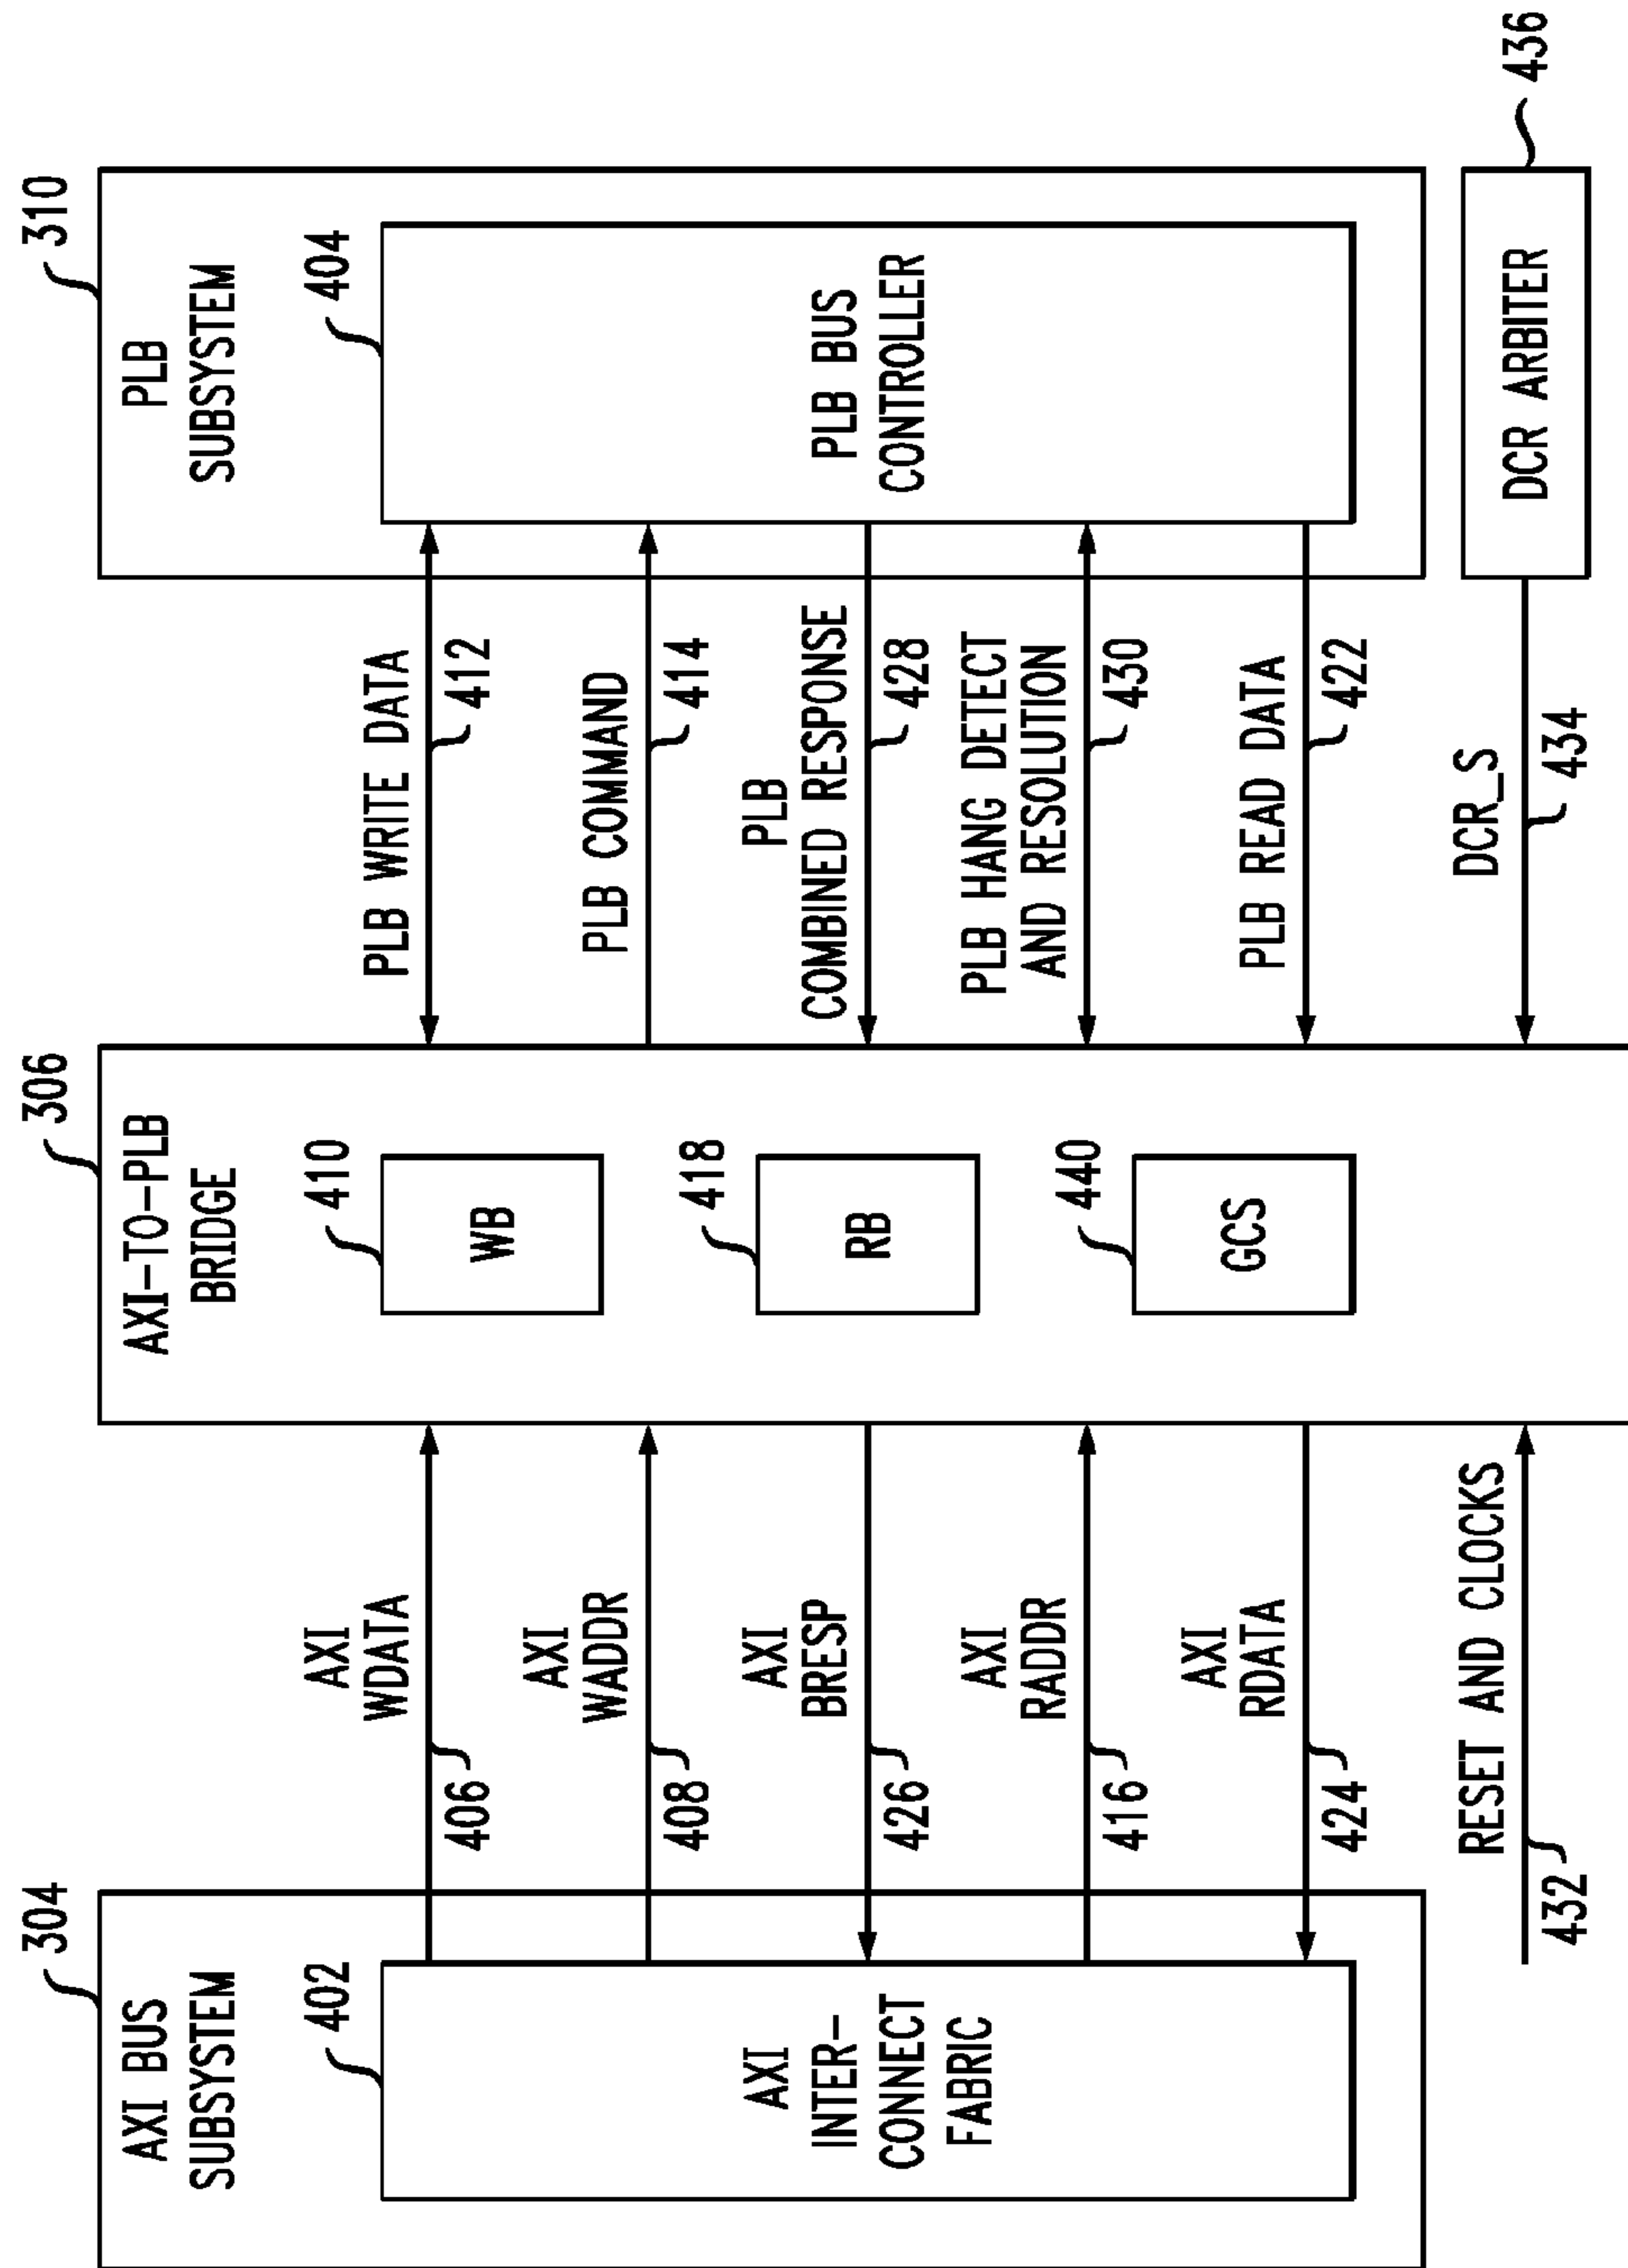 304
AXI BUS
SUBSYSTEM
402
AXI
INTER-
CONNECT
FABRIC
AXI
WDATA
406
AXI
WADDR
408
AXI
BRESP
426
AXI
RADDR
416
AXI
RDATA
424
RESET AND CLOCKS
432
306
AXI-TO-PLB
BRIDGE
410
WB
418
RB
440
GCS
PLB WRITE DATA
412
PLB COMMAND
414
PLB
COMBINED RESPONSE
428
PLB HANG DETECT
AND RESOLUTION
430
PLB READ DATA
422
DCR_S
434
310
PLB
SUBSYSTEM
404
PLB BUS
CONTROLLER
DCR ARBITER
436